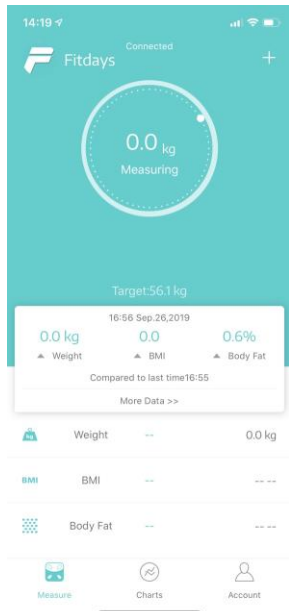 14:19
Connected
Fitdays +
0.0 kg
Measuring
Target:56.1 kg
16:56 Sep.26,2019
0.0 kg 0.0 0.6%
Weight BMI Body Fat
Compared to last time16:55
More Data >>
kg Weight -- 0.0 kg
BMI BMI -- -- --
Body Fat -- -- --
Measure Charts Account